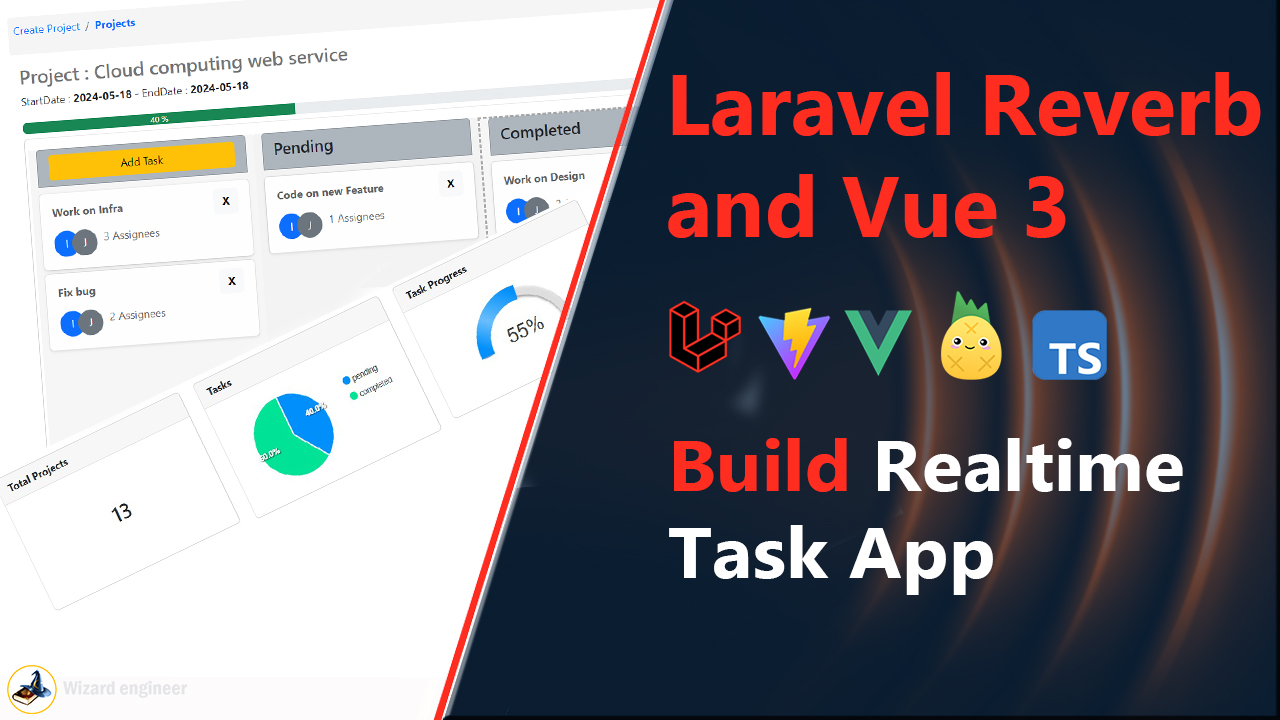 Create Project / Projects
Project : Cloud computing web service
StartDate : 2024-05-18 - EndDate : 2024-05-18
40 %
Add Task
Work on Infra
X
I J 3 Assignees
Fix bug
X
I J 2 Assignees
Pending
Code on new Feature
X
I J 1 Assignees
Completed
Work on Design
I J
Total Projects
13
Tasks
40.0%
pending
completed
Task Progress
55%
Laravel Reverb
and Vue 3
TS
Build Realtime
Task App
Wizard engineer